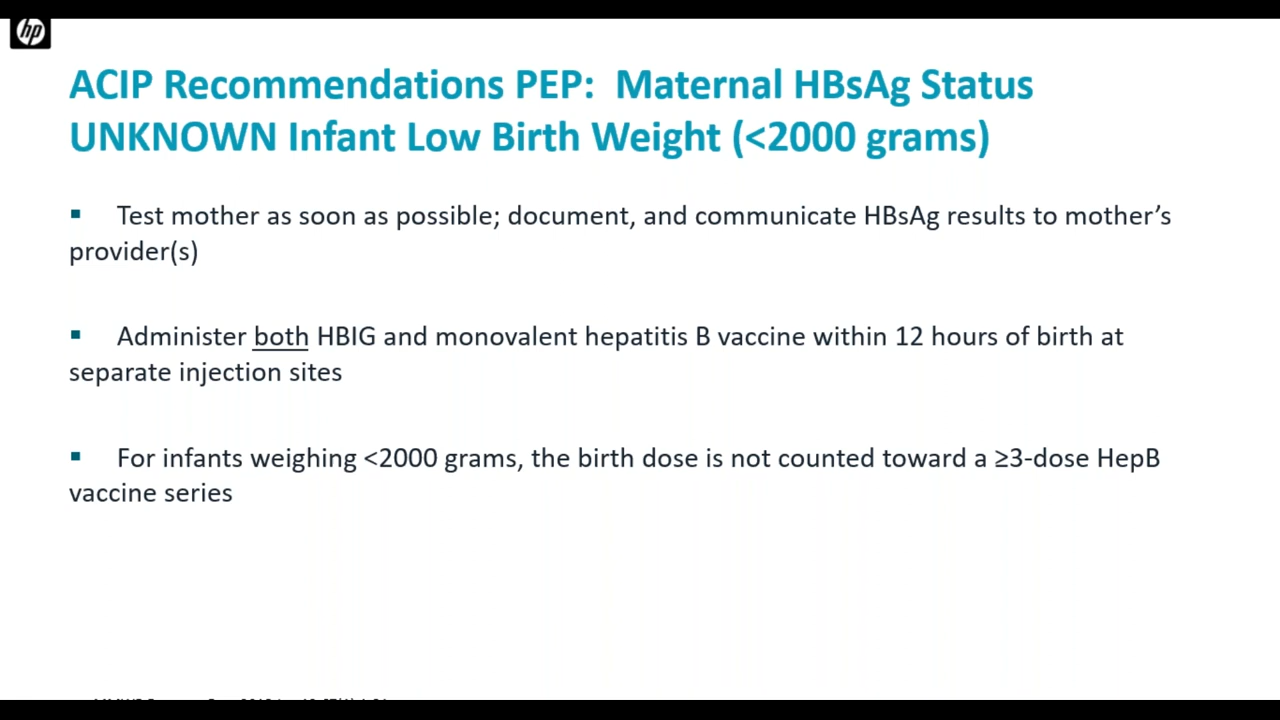 hp
ACIP Recommendations PEP:  Maternal HBsAg Status
UNKNOWN Infant Low Birth Weight (<2000 grams)
▪ Test mother as soon as possible; document, and communicate HBsAg results to mother’s
provider(s)
▪ Administer both HBIG and monovalent hepatitis B vaccine within 12 hours of birth at
separate injection sites
▪ For infants weighing <2000 grams, the birth dose is not counted toward a ≥3-dose HepB
vaccine series